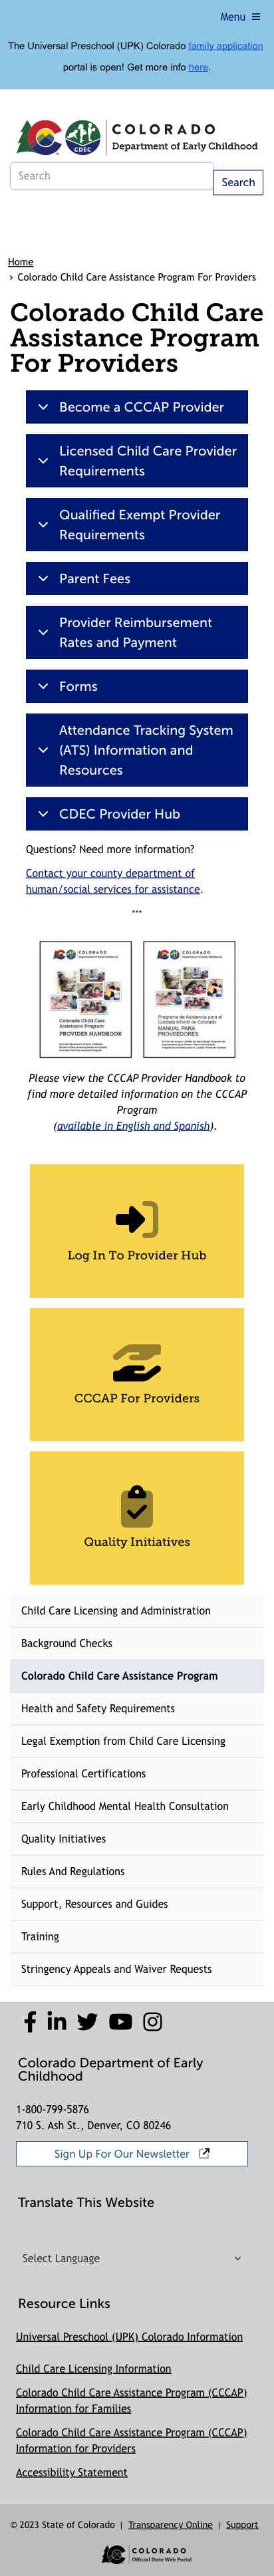 Menu
The Universal Preschool (UPK) Colorado family application
portal is open! Get more info here.
COLORADO
Department of Early Childhood
CDEC
Search
Search
Home
› Colorado Child Care Assistance Program For Providers
Colorado Child Care
Assistance Program
For Providers
Become a CCCAP Provider
Licensed Child Care Provider
Requirements
Qualified Exempt Provider
Requirements
Parent Fees
Provider Reimbursement
Rates and Payment
Forms
Attendance Tracking System
(ATS) Information and
Resources
CDEC Provider Hub
Questions? Need more information?
Contact your county department of
human/social services for assistance.
***
COLORADO
Colorado Child Care
Assistance Program
PROVIDER HANDBOOK
COLORADO
Programa de Asistencia para el
Cuidado Infantil de Colorado
MANUAL PARA
PROVEEDORES
Please view the CCCAP Provider Handbook to
find more detailed information on the CCCAP
Program
(available in English and Spanish).
Log In To Provider Hub
CCCAP For Providers
Quality Initiatives
Child Care Licensing and Administration
Background Checks
Colorado Child Care Assistance Program
Health and Safety Requirements
Legal Exemption from Child Care Licensing
Professional Certifications
Early Childhood Mental Health Consultation
Quality Initiatives
Rules And Regulations
Support, Resources and Guides
Training
Stringency Appeals and Waiver Requests
Colorado Department of Early
Childhood
1-800-799-5876
710 S. Ash St., Denver, CO 80246
Sign Up For Our Newsletter
Translate This Website
Select Language
Resource Links
Universal Preschool (UPK) Colorado Information
Child Care Licensing Information
Colorado Child Care Assistance Program (CCCAP)
Information for Families
Colorado Child Care Assistance Program (CCCAP)
Information for Providers
Accessibility Statement
© 2023 State of Colorado | Transparency Online | Support
COLORADO
Official State Web Portal